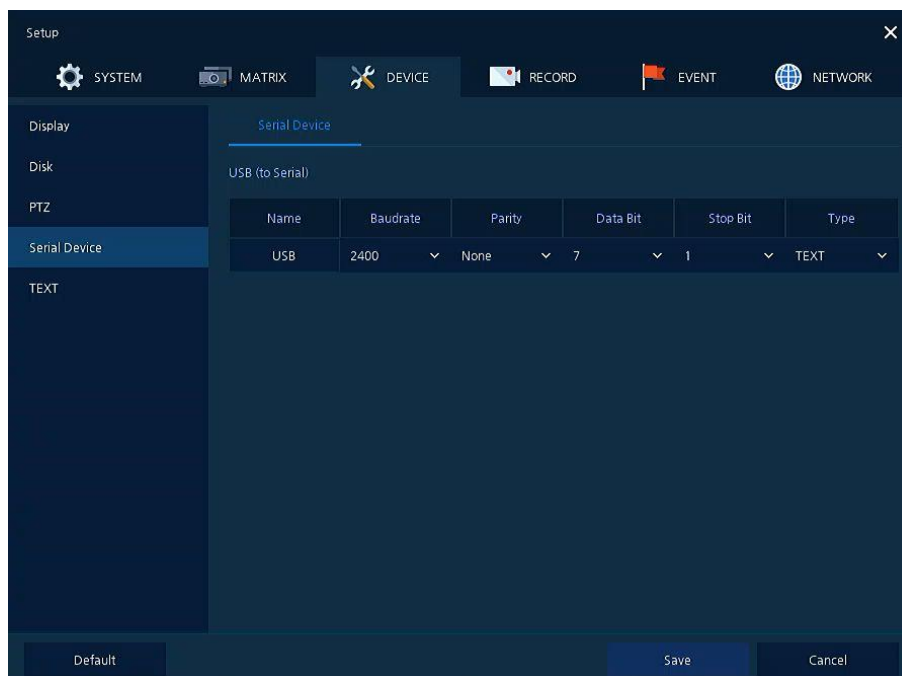 Setup
SYSTEM MATRIX DEVICE RECORD EVENT NETWORK
Display
Disk
PTZ
Serial Device
TEXT
Serial Device
USB (to Serial)
Name Baudrate Parity Data Bit Stop Bit Type
USB 2400 None 7 1 TEXT
Default Save Cancel